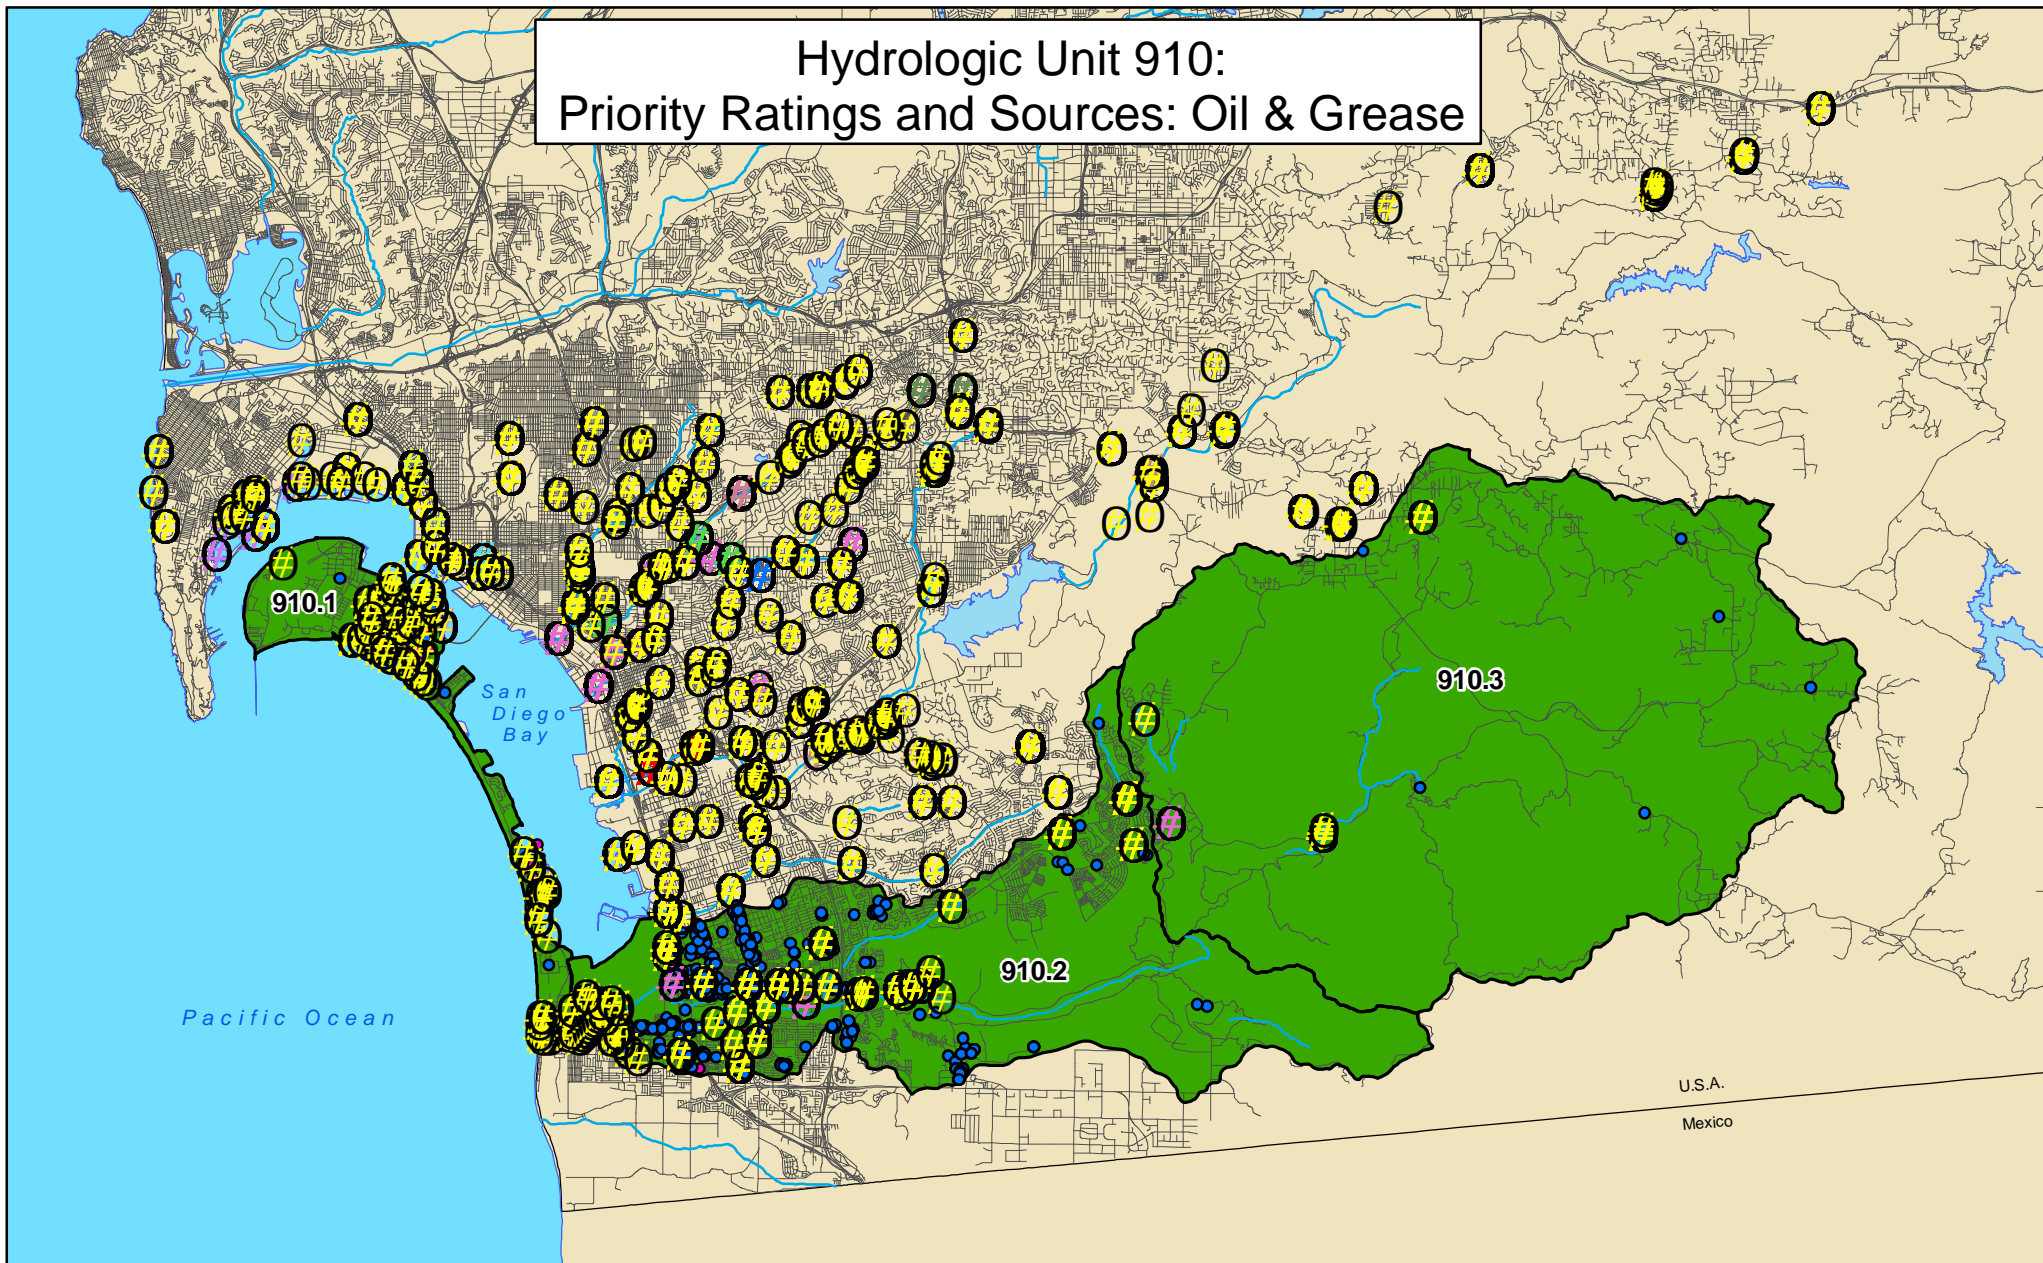 Hydrologic Unit 910:
Priority Ratings and Sources: Oil & Grease
910.1
San
Diego
Bay
910.3
910.2
Pacific Ocean
U.S.A.
Mexico